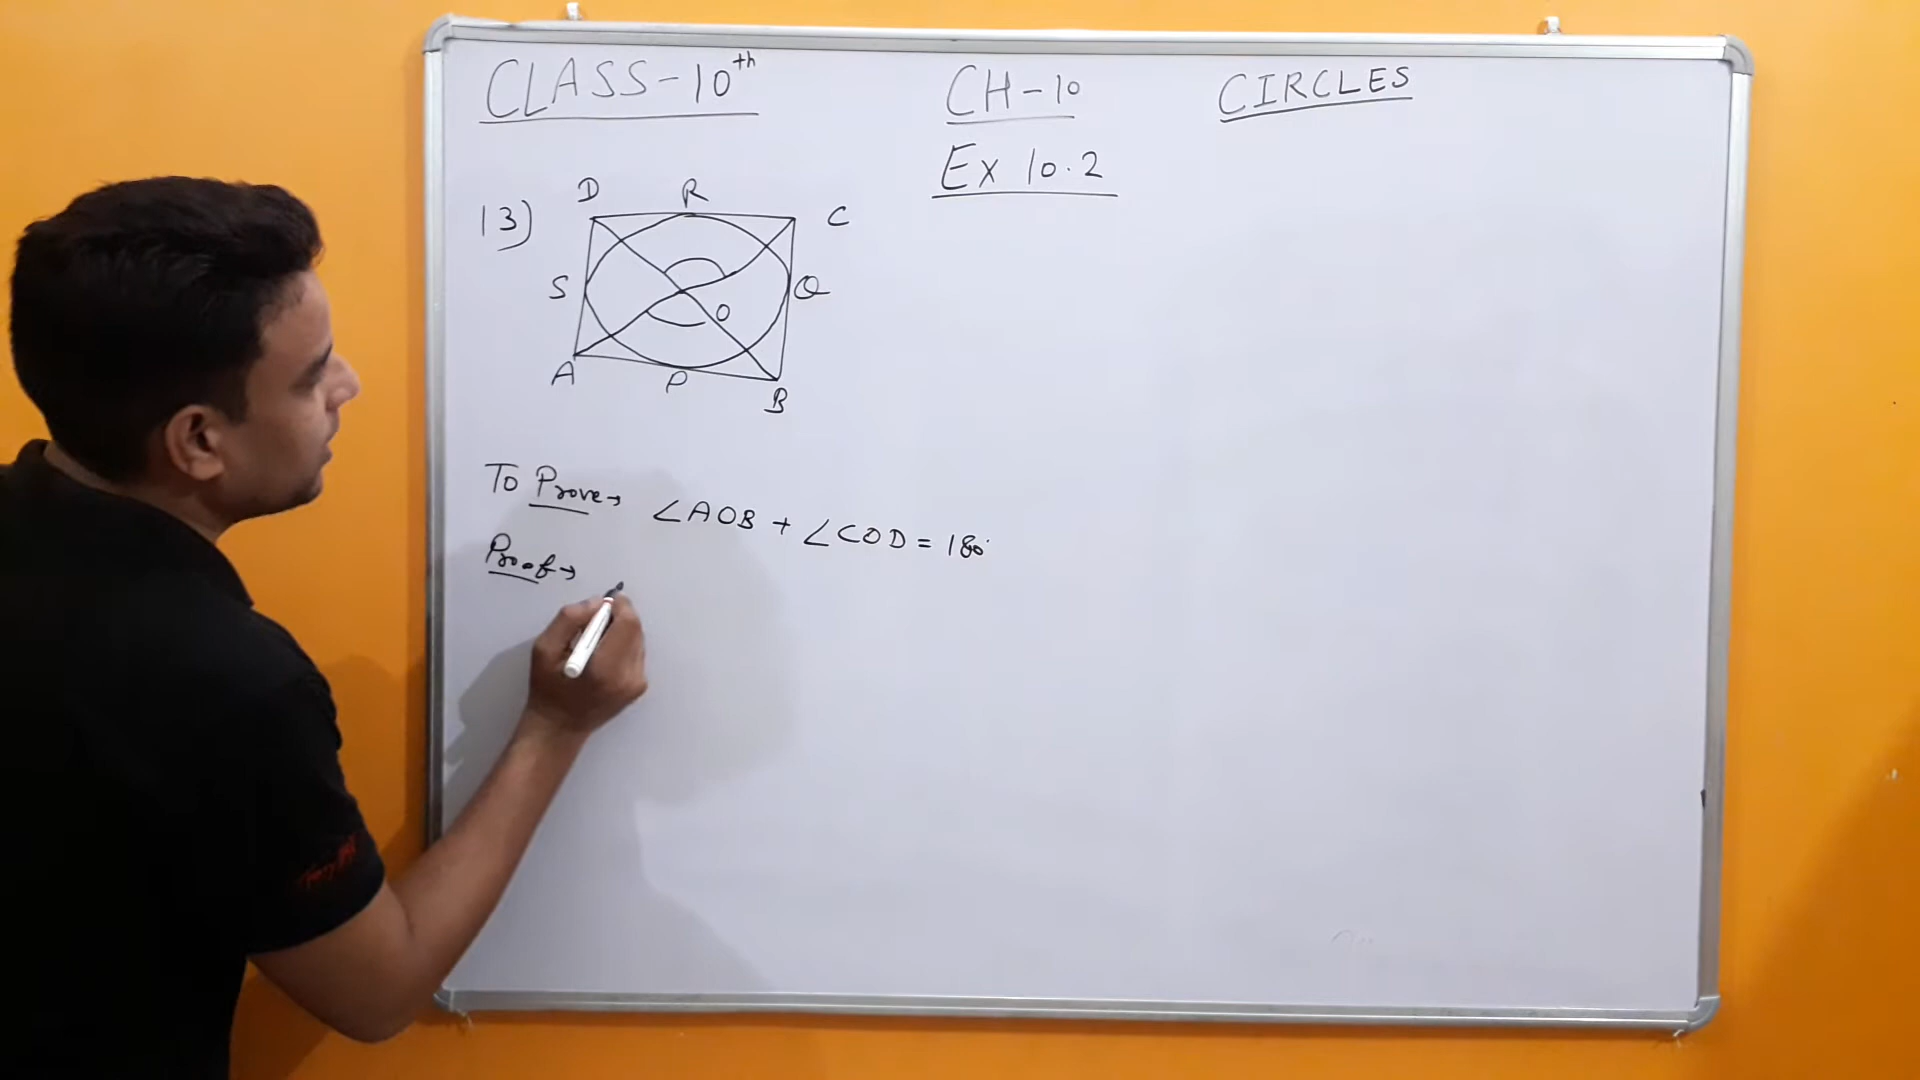 CLASS-10th
CH-10
CIRCLES
Ex 10.2
13)
D
R
C
S
Q
O
A
P
B
To Prove→ ∠AOB + ∠COD = 180°
Proof→